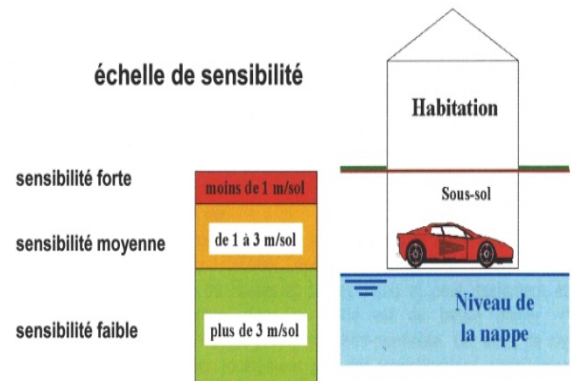 échelle de sensibilité
sensibilité forte
moins de 1 m/sol
sensibilité moyenne
de 1 à 3 m/sol
sensibilité faible
plus de 3 m/sol
Habitation
Sous-sol
Niveau de
la nappe